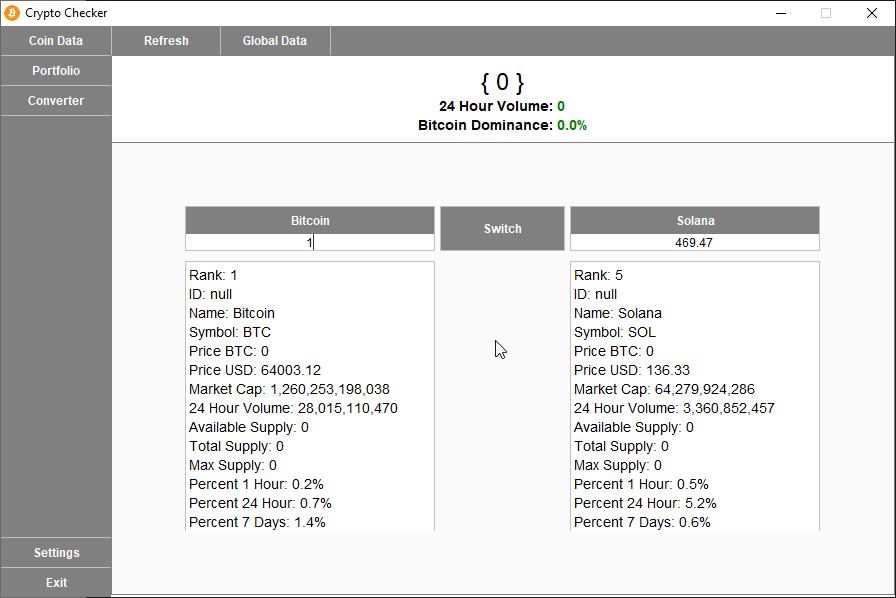 Crypto Checker
Coin Data
Refresh
Global Data
Portfolio
Converter
{ 0 }
24 Hour Volume: 0
Bitcoin Dominance: 0.0%
Bitcoin
1
Switch
Solana
469.47
Rank: 1
ID: null
Name: Bitcoin
Symbol: BTC
Price BTC: 0
Price USD: 64003.12
Market Cap: 1,260,253,198,038
24 Hour Volume: 28,015,110,470
Available Supply: 0
Total Supply: 0
Max Supply: 0
Percent 1 Hour: 0.2%
Percent 24 Hour: 0.7%
Percent 7 Days: 1.4%
Rank: 5
ID: null
Name: Solana
Symbol: SOL
Price BTC: 0
Price USD: 136.33
Market Cap: 64,279,924,286
24 Hour Volume: 3,360,852,457
Available Supply: 0
Total Supply: 0
Max Supply: 0
Percent 1 Hour: 0.5%
Percent 24 Hour: 5.2%
Percent 7 Days: 0.6%
Settings
Exit